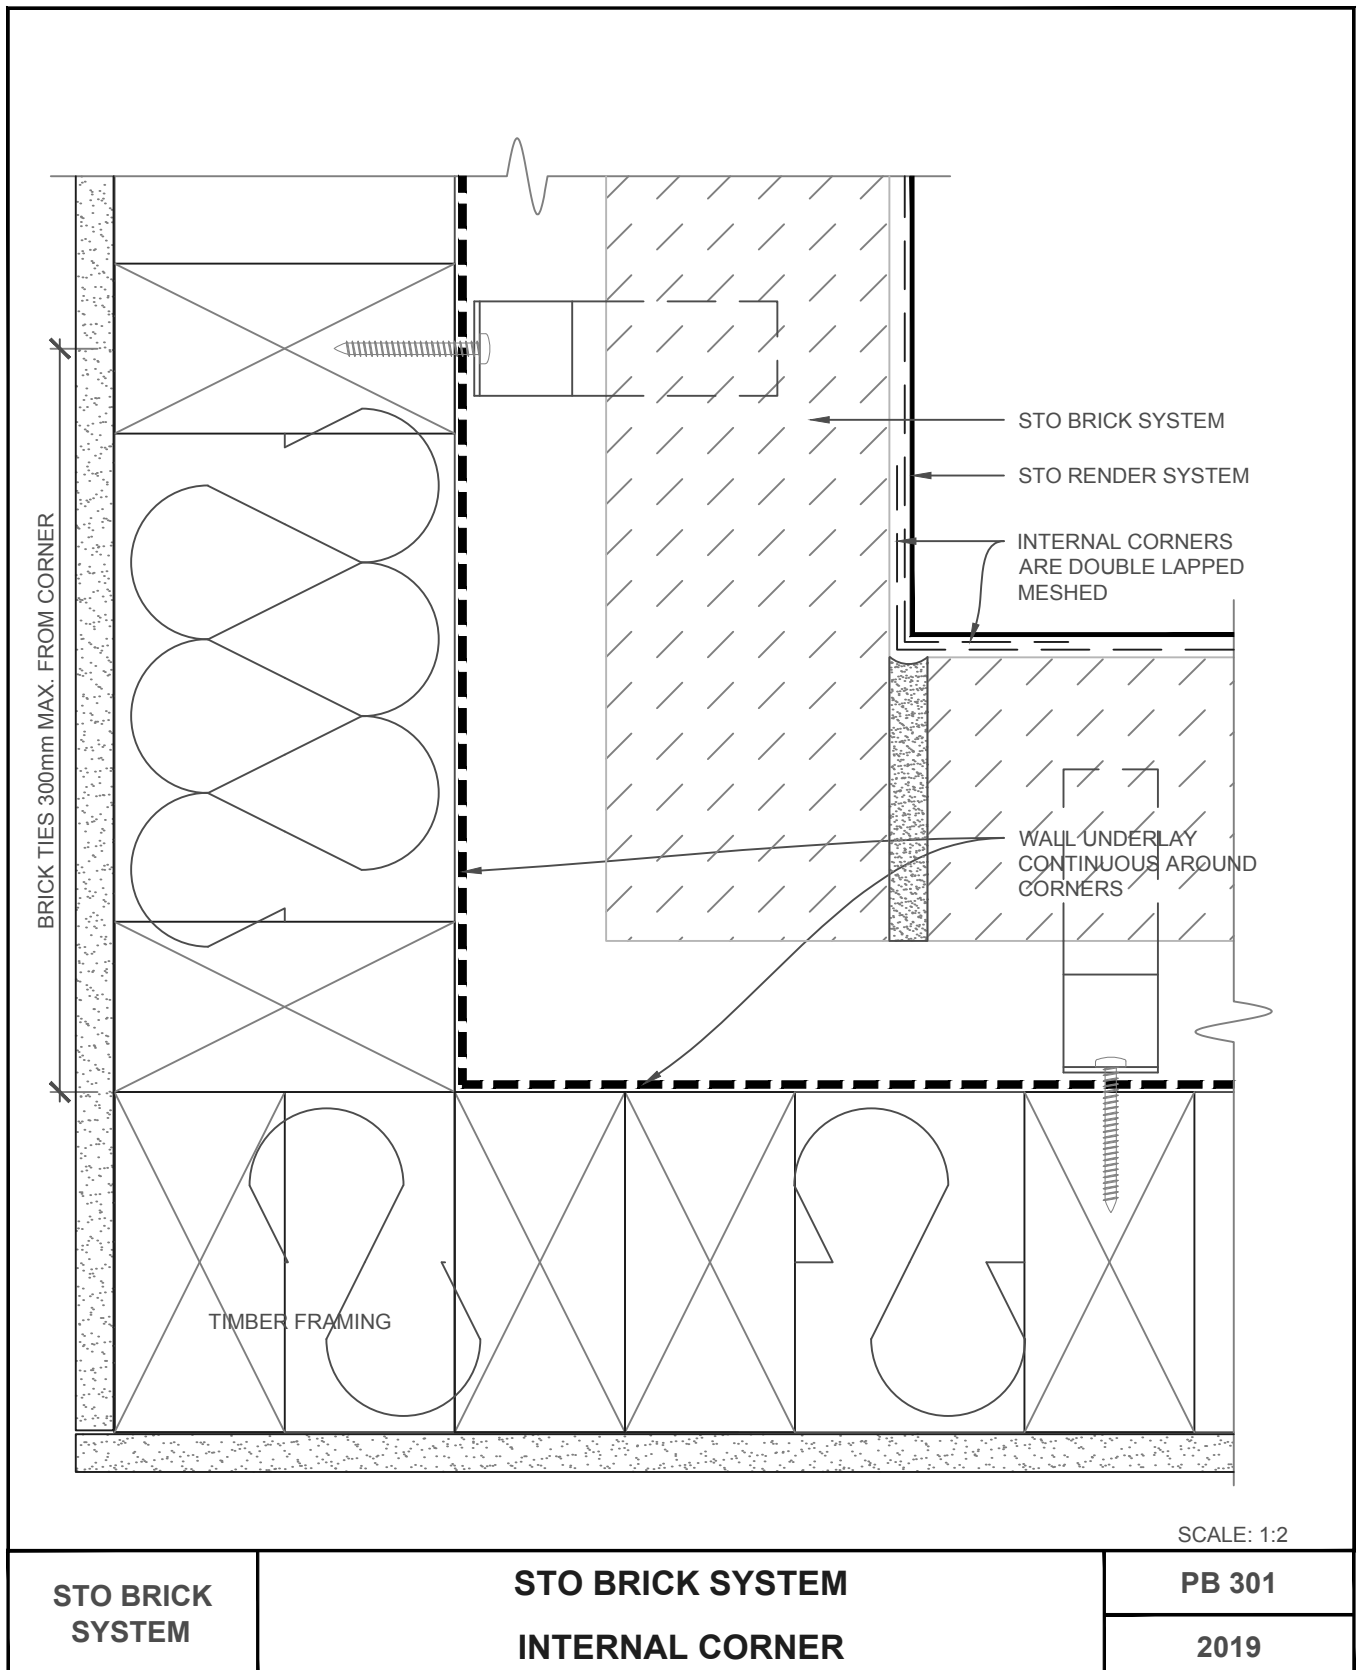 STO BRICK SYSTEM
STO RENDER SYSTEM
INTERNAL CORNERS
ARE DOUBLE LAPPED
MESHED
BRICK TIES 300mm MAX. FROM CORNER
WALL UNDERLAY
CONTINUOUS AROUND
CORNERS
TIMBER FRAMING
SCALE: 1:2
STO BRICK
SYSTEM
STO BRICK SYSTEM
INTERNAL CORNER
PB 301
2019